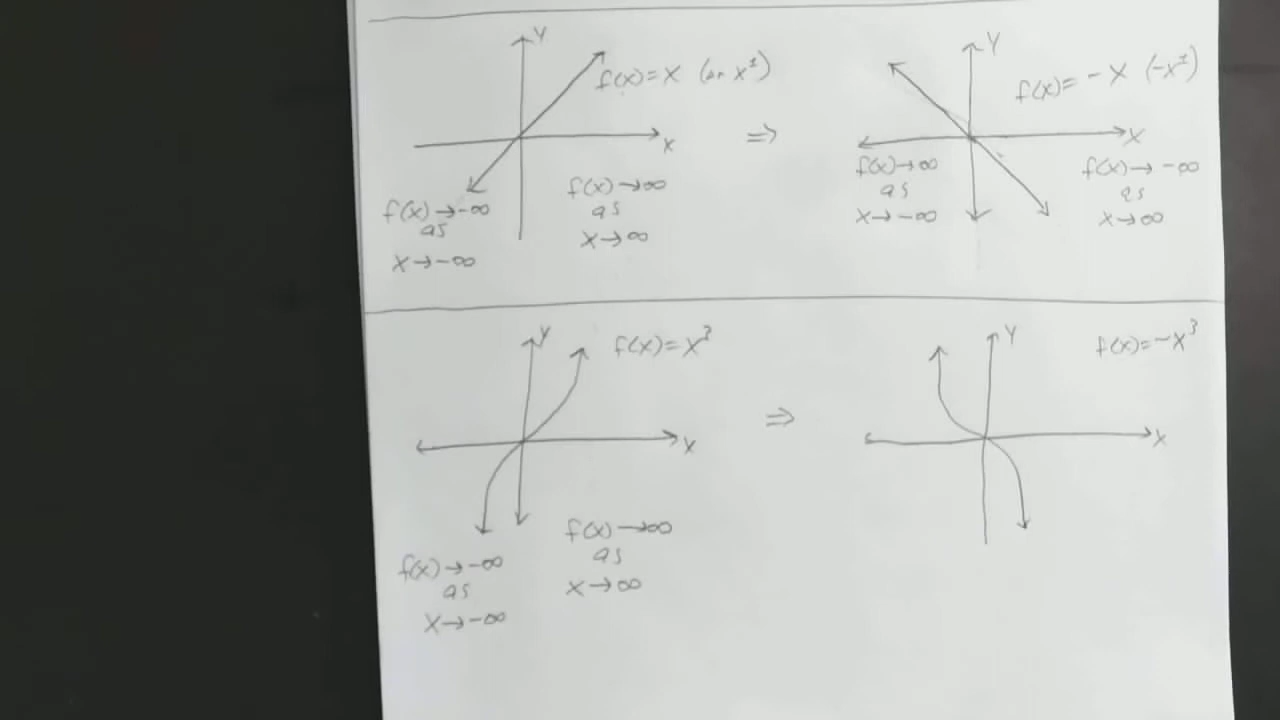 Y
f(x)=x (or x¹)
x
f(x)→-∞
as
x→-∞
f(x)→∞
as
x→∞
⇒
Y
f(x)=-x (-x¹)
x
f(x)→∞
as
x→-∞
f(x)→-∞
as
x→∞
Y
f(x)=x³
x
f(x)→-∞
as
x→-∞
f(x)→∞
as
x→∞
⇒
Y
f(x)=-x³
x